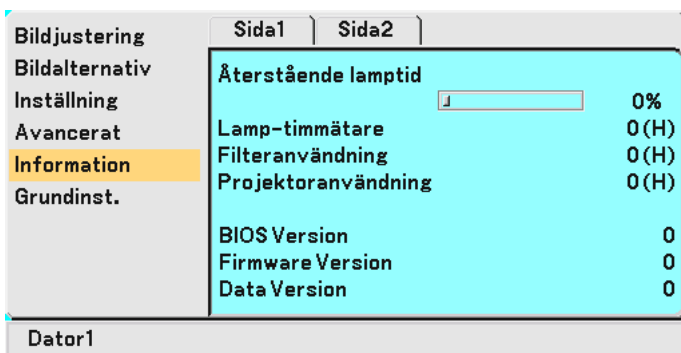 Bildjustering
Bildalternativ
Inställning
Avancerat
Information
Grundinst.
Sida1 Sida2
Återstående lamptid
0%
Lamp-timmätare 0(H)
Filteranvändning 0(H)
Projektoranvändning 0(H)
BIOS Version 0
Firmware Version 0
Data Version 0
Dator1